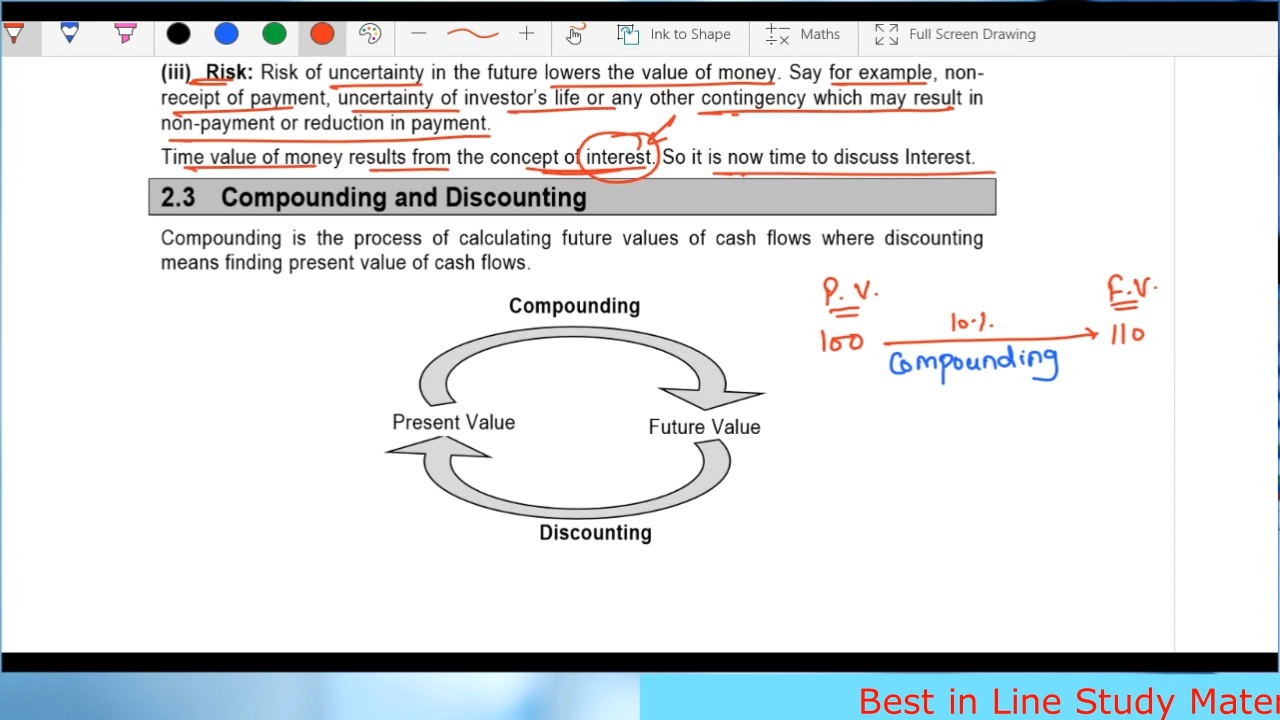 Ink to Shape Maths Full Screen Drawing
(iii) Risk: Risk of uncertainty in the future lowers the value of money. Say for example, non-
receipt of payment, uncertainty of investor's life or any other contingency which may result in
non-payment or reduction in payment.
Time value of money results from the concept of interest. So it is now time to discuss Interest.
2.3 Compounding and Discounting
Compounding is the process of calculating future values of cash flows where discounting
means finding present value of cash flows.
Compounding
Present Value Future Value
Discounting
P.V. F.V.
100 10% 110
Compounding
Best in Line Study Mater